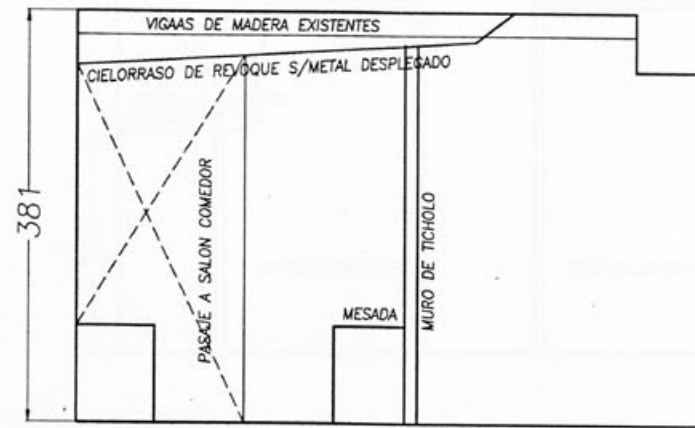 VIGAAS DE MADERA EXISTENTES
CIELORRASO DE REVOQUE S/METAL DESPLEGADO
381
PASAJE A SALON COMEDOR
MESADA
MURO DE TICHOLO